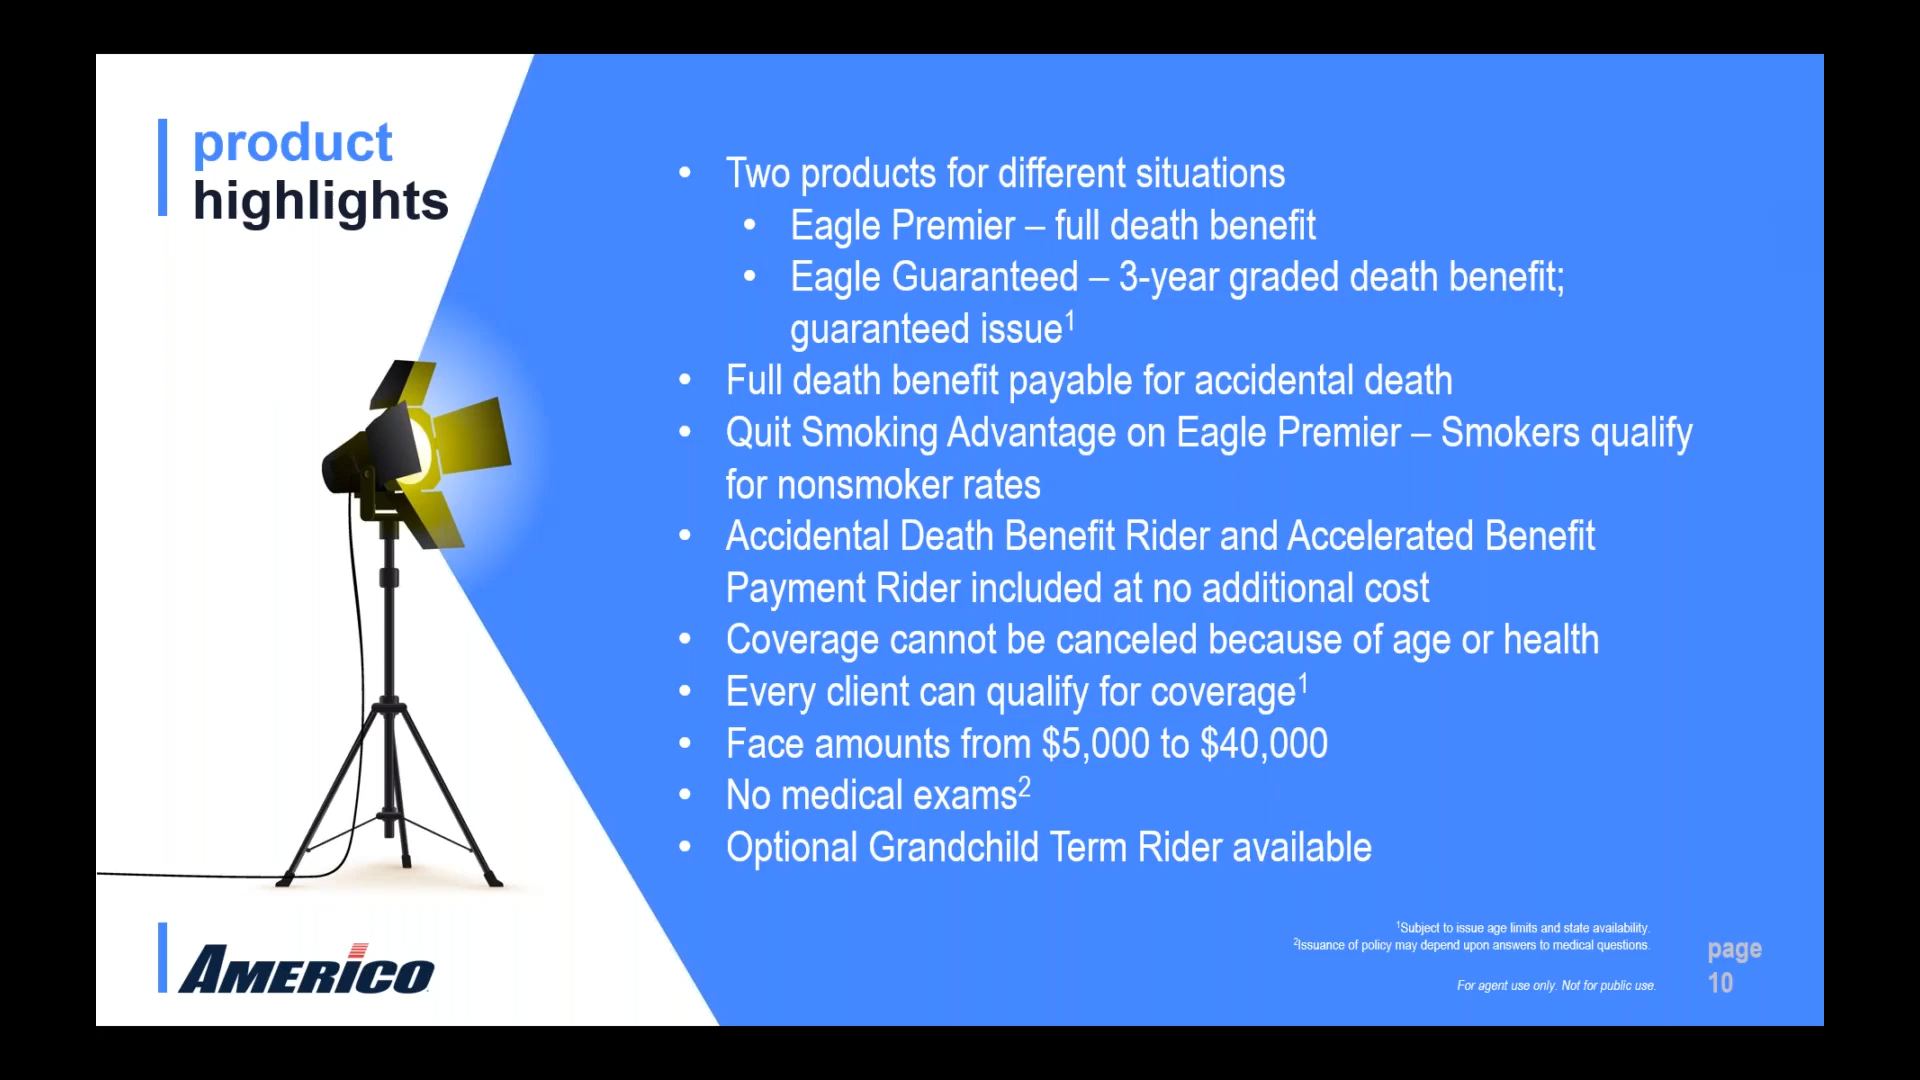 product
highlights
• Two products for different situations
• Eagle Premier – full death benefit
• Eagle Guaranteed – 3-year graded death benefit;
guaranteed issue¹
• Full death benefit payable for accidental death
• Quit Smoking Advantage on Eagle Premier – Smokers qualify
for nonsmoker rates
• Accidental Death Benefit Rider and Accelerated Benefit
Payment Rider included at no additional cost
• Coverage cannot be canceled because of age or health
• Every client can qualify for coverage¹
• Face amounts from $5,000 to $40,000
• No medical exams²
• Optional Grandchild Term Rider available
¹Subject to issue age limits and state availability.
²Issuance of policy may depend upon answers to medical questions.
For agent use only. Not for public use.
page
10
AMERICO